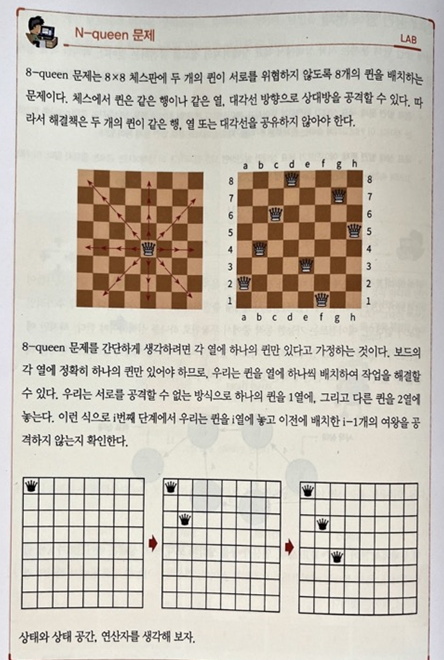 N-queen 문제
LAB
8-queen 문제는 8×8 체스판에 두 개의 퀸이 서로를 위협하지 않도록 8개의 퀸을 배치하는
문제이다. 체스에서 퀸은 같은 행이나 같은 열, 대각선 방향으로 상대방을 공격할 수 있다. 따
라서 해결책은 두 개의 퀸이 같은 행, 열 또는 대각선을 공유하지 않아야 한다.
a b c d e f g h
8 8
7 7
6 6
5 5
4 4
3 3
2 2
1 1
a b c d e f g h
8-queen 문제를 간단하게 생각하려면 각 열에 하나의 퀸만 있다고 가정하는 것이다. 보드의
각 열에 정확히 하나의 퀸만 있어야 하므로, 우리는 퀸을 열에 하나씩 배치하여 작업을 해결할
수 있다. 우리는 서로를 공격할 수 없는 방식으로 하나의 퀸을 1열에, 그리고 다른 퀸을 2열에
놓는다. 이런 식으로 i번째 단계에서 우리는 퀸을 i열에 놓고 이전에 배치한 i-1개의 여왕을 공
격하지 않는지 확인한다.
상태와 상태 공간, 연산자를 생각해 보자.